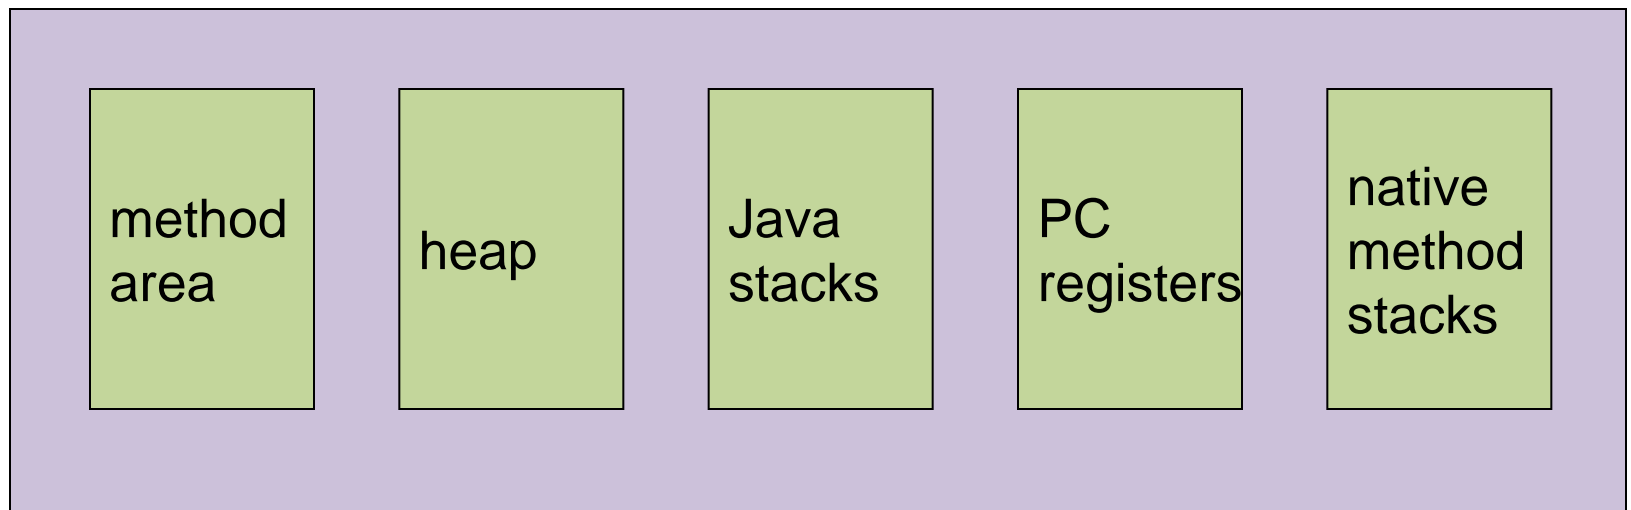 method
area
heap
Java
stacks
PC
registers
native
method
stacks